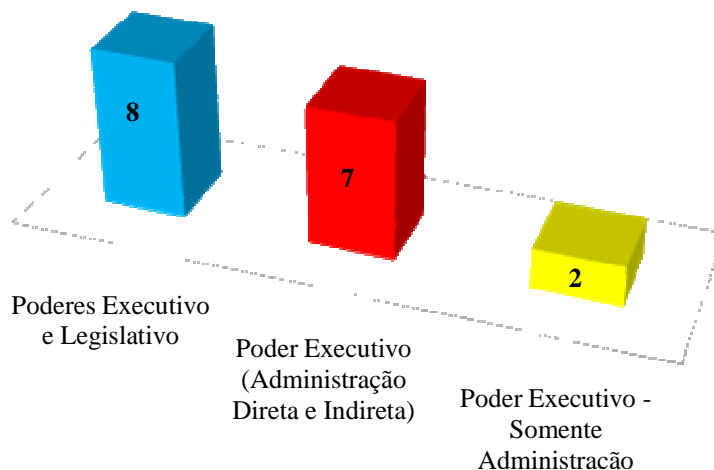 8
7
2
Poderes Executivo
e Legislativo
Poder Executivo
(Administração
Direta e Indireta)
Poder Executivo -
Somente
Administração